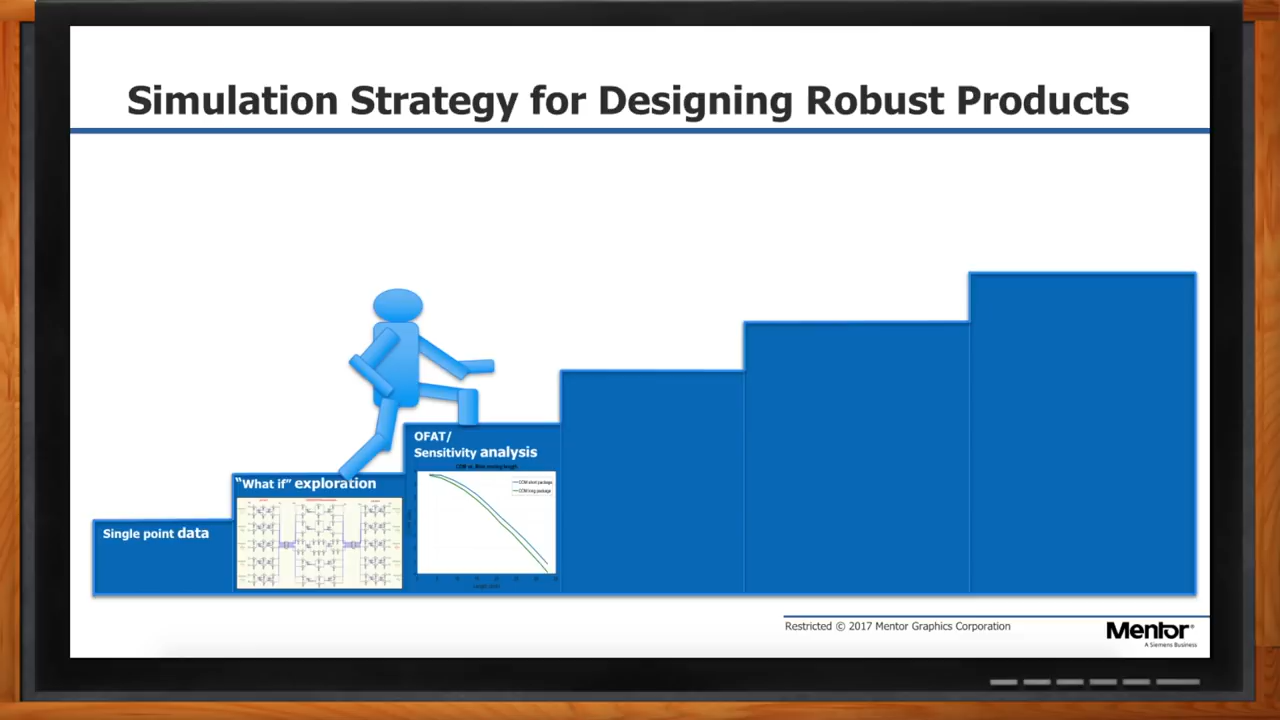 Simulation Strategy for Designing Robust Products
OFAT/
Sensitivity analysis
"What if" exploration
Single point data
Restricted © 2017 Mentor Graphics Corporation
Mentor®
A Siemens Business